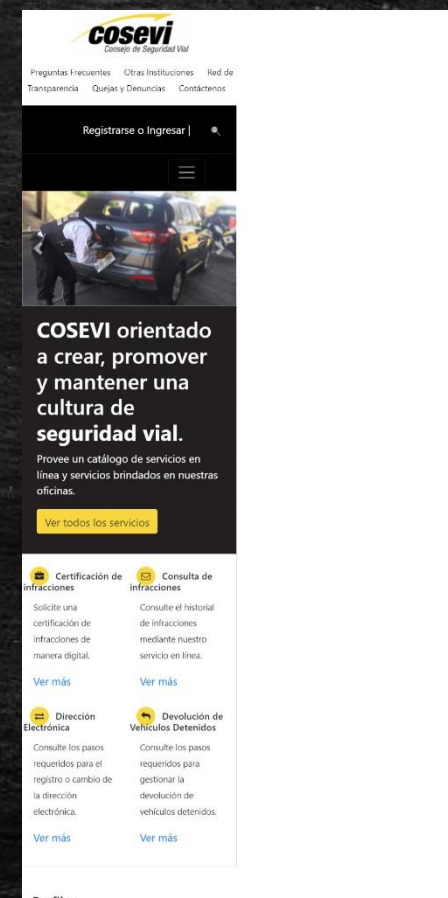 cosevi
Consejo de Seguridad Vial
Preguntas Frecuentes Otras Instituciones Red de
Transparencia Quejas y Denuncias Contáctenos
Registrarse o Ingresar |
COSEVI orientado
a crear, promover
y mantener una
cultura de
seguridad vial.
Provee un catálogo de servicios en
línea y servicios brindados en nuestras
oficinas.
Ver todos los servicios
Certificación de
infracciones
Solicite una
certificación de
infracciones de
manera digital.
Ver más
Consulta de
infracciones
Consulte el historial
de infracciones
mediante nuestro
servicio en línea.
Ver más
Dirección
Electrónica
Consulte los pasos
requeridos para el
registro o cambio de
la dirección
electrónica.
Ver más
Devolución de
Vehículos Detenidos
Consulte los pasos
requeridos para
gestionar la
devolución de
vehículos detenidos.
Ver más